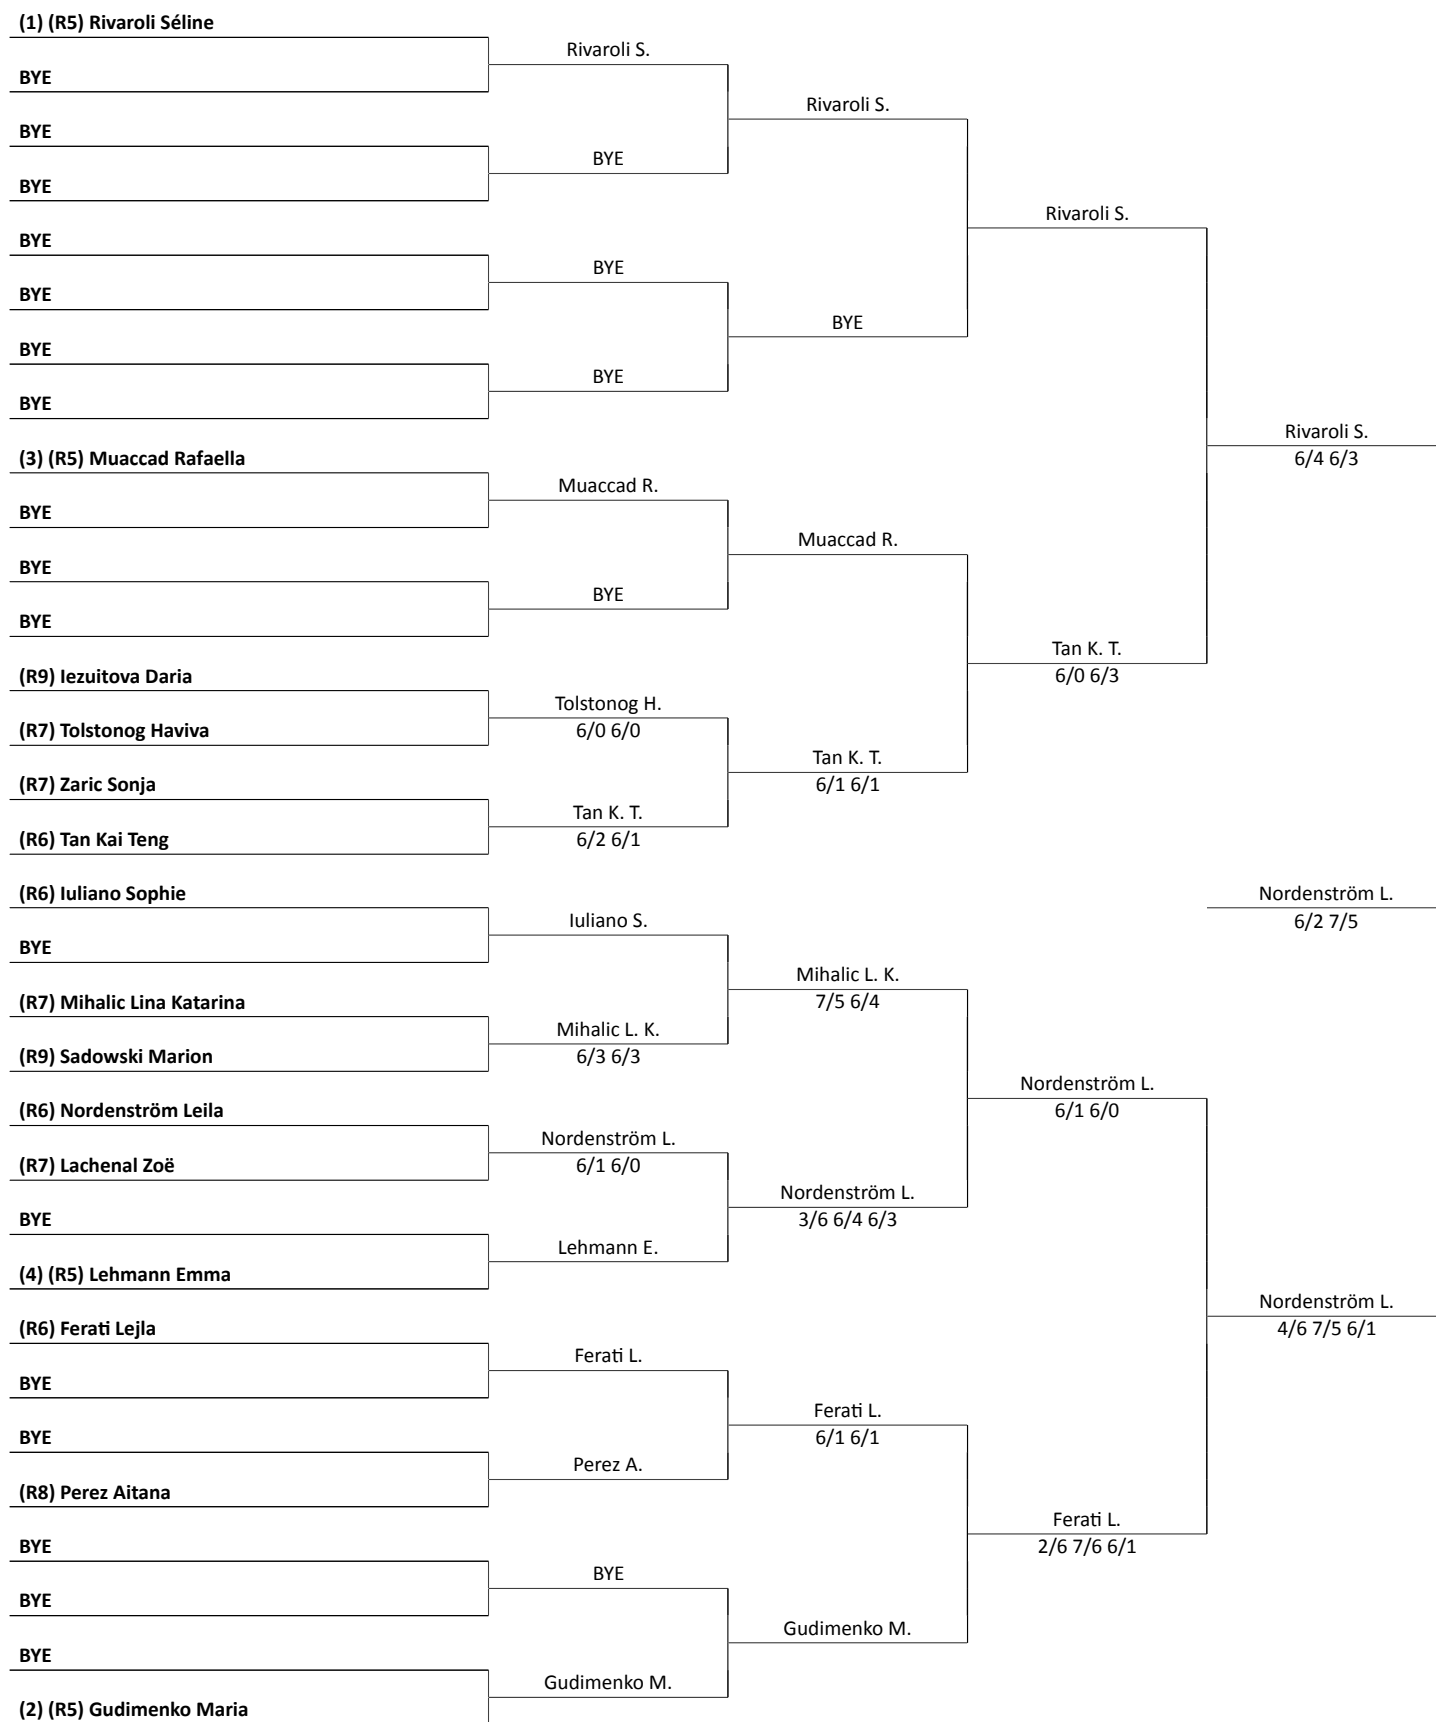 (1) (R5) Rivaroli Séline
Rivaroli S.
BYE
Rivaroli S.
BYE
BYE
BYE
Rivaroli S.
BYE
BYE
BYE
BYE
BYE
BYE
BYE
Rivaroli S.
6/4 6/3
(3) (R5) Muaccad Rafaella
Muaccad R.
BYE
Muaccad R.
BYE
BYE
BYE
Tan K. T.
6/0 6/3
(R9) Iezuitova Daria
Tolstonog H.
6/0 6/0
(R7) Tolstonog Haviva
Tan K. T.
6/1 6/1
(R7) Zaric Sonja
Tan K. T.
6/2 6/1
(R6) Tan Kai Teng
(R6) Iuliano Sophie
Nordenström L.
6/2 7/5
Iuliano S.
BYE
Mihalic L. K.
7/5 6/4
(R7) Mihalic Lina Katarina
Mihalic L. K.
6/3 6/3
(R9) Sadowski Marion
Nordenström L.
6/1 6/0
(R6) Nordenström Leila
Nordenström L.
6/1 6/0
(R7) Lachenal Zoë
Nordenström L.
3/6 6/4 6/3
BYE
Lehmann E.
(4) (R5) Lehmann Emma
Nordenström L.
4/6 7/5 6/1
(R6) Ferati Lejla
Ferati L.
BYE
Ferati L.
6/1 6/1
BYE
Perez A.
(R8) Perez Aitana
Ferati L.
2/6 7/6 6/1
BYE
BYE
BYE
Gudimenko M.
BYE
Gudimenko M.
(2) (R5) Gudimenko Maria